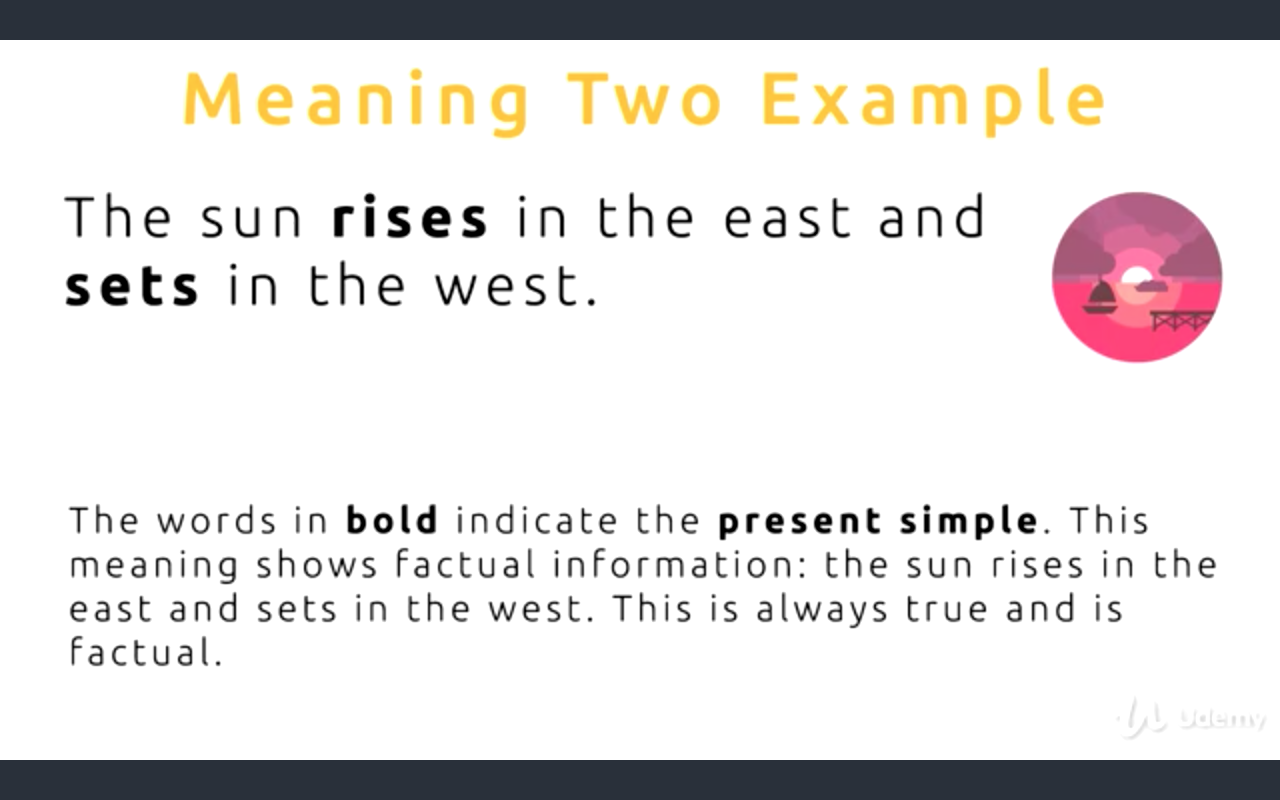 Meaning Two Example
The sun rises in the east and
sets in the west.
The words in bold indicate the present simple. This
meaning shows factual information: the sun rises in the
east and sets in the west. This is always true and is
factual.
Udemy